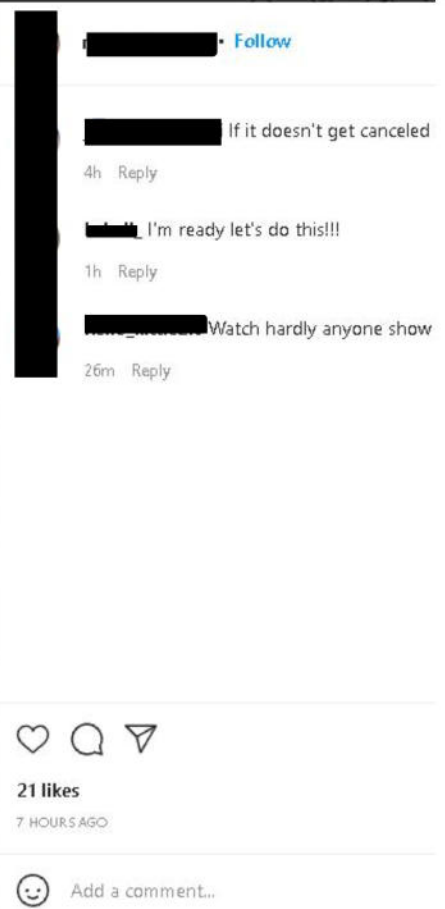 • Follow
If it doesn't get canceled
4h Reply
I'm ready let's do this!!!
1h Reply
Watch hardly anyone show
26m Reply
21 likes
7 HOURS AGO
Add a comment...